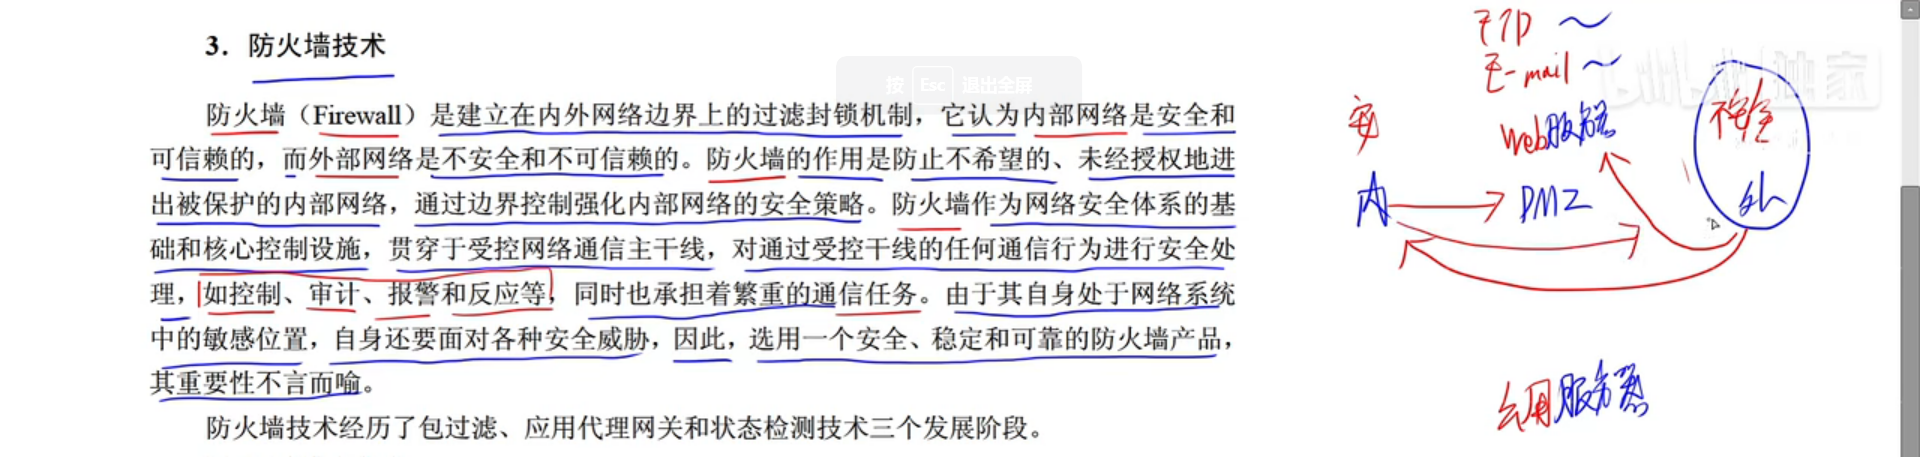 3. 防火墙技术
按 Esc 退出全屏
防火墙（Firewall）是建立在内外网络边界上的过滤封锁机制，它认为内部网络是安全和
可信赖的，而外部网络是不安全和不可信赖的。防火墙的作用是防止不希望的、未经授权地进
出被保护的内部网络，通过边界控制强化内部网络的安全策略。防火墙作为网络安全体系的基
础和核心控制设施，贯穿于受控网络通信主干线，对通过受控干线的任何通信行为进行安全处
理，如控制、审计、报警和反应等，同时也承担着繁重的通信任务。由于其自身处于网络系统
中的敏感位置，自身还要面对各种安全威胁，因此，选用一个安全、稳定和可靠的防火墙产品，
其重要性不言而喻。
防火墙技术经历了包过滤、应用代理网关和状态检测技术三个发展阶段。
FTP ～
E-mail ～
Web服务器
安
不安全
内
DMZ
外
公用服务器
独家